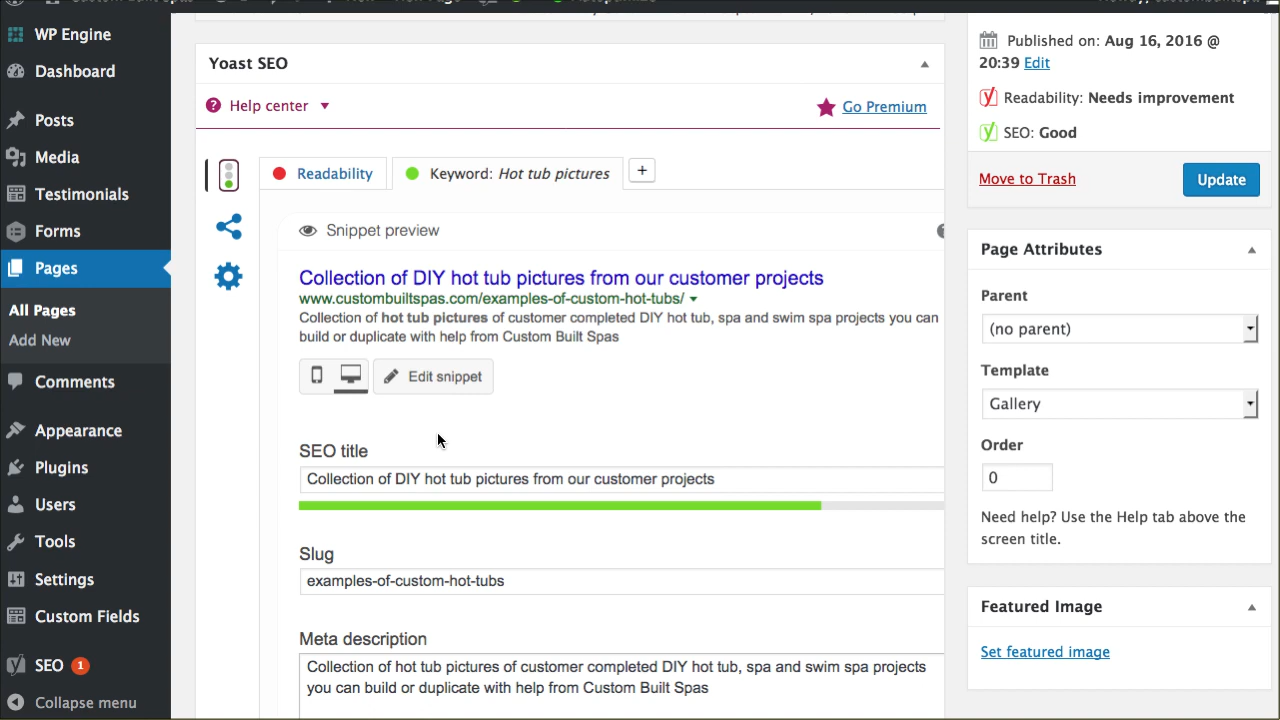 WP Engine
Dashboard
Posts
Media
Testimonials
Forms
Pages
All Pages
Add New
Comments
Appearance
Plugins
Users
Tools
Settings
Custom Fields
SEO 1
Collapse menu
Yoast SEO
Help center
Go Premium
Readability
Keyword: Hot tub pictures
+
Snippet preview
Collection of DIY hot tub pictures from our customer projects
www.custombuiltspas.com/examples-of-custom-hot-tubs/
Collection of hot tub pictures of customer completed DIY hot tub, spa and swim spa projects you can
build or duplicate with help from Custom Built Spas
Edit snippet
SEO title
Collection of DIY hot tub pictures from our customer projects
Slug
examples-of-custom-hot-tubs
Meta description
Collection of hot tub pictures of customer completed DIY hot tub, spa and swim spa projects
you can build or duplicate with help from Custom Built Spas
Published on: Aug 16, 2016 @
20:39 Edit
Readability: Needs improvement
SEO: Good
Move to Trash
Update
Page Attributes
Parent
(no parent)
Template
Gallery
Order
0
Need help? Use the Help tab above the
screen title.
Featured Image
Set featured image